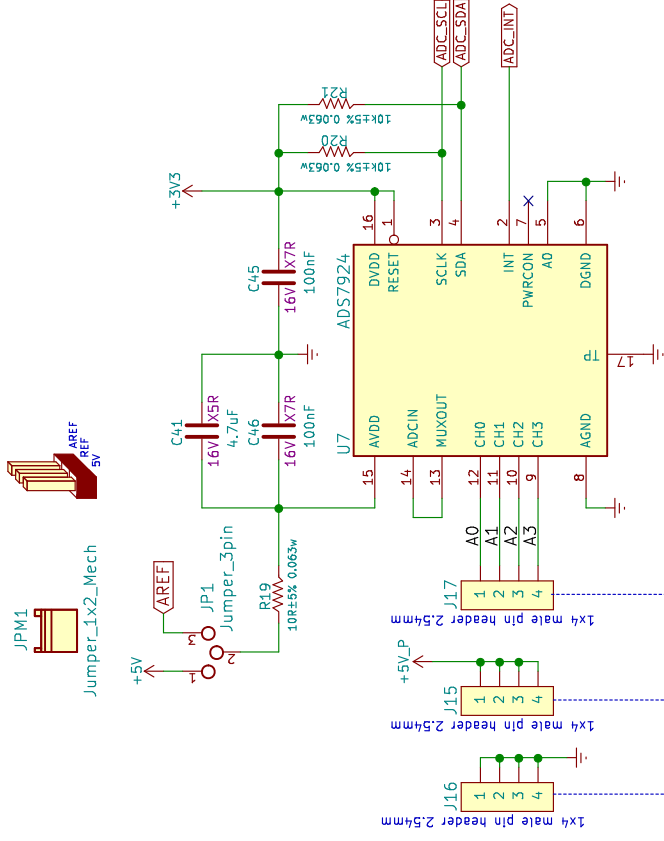 ADC_SCL
ADC_SDA
ADC_INT
R21
10k±5% 0.063w
R20
10k±5% 0.063w
+3V3
16
1
3
4
2
7
5
6
DVDD
RESET
SCLK
SDA
INT
PWRCON
A0
DGND
ADS7924
U7
TP
17
AVDD
ADCIN
MUXOUT
CH0
CH1
CH2
CH3
AGND
15
14
13
12
11
10
9
8
C45
X7R
16V
100nF
C41
X5R
16V
4.7uF
C46
X7R
16V
100nF
AREF
REF
5V
JPM1
Jumper_1x2_Mech
AREF
JP1
Jumper_3pin
3
2
1
+5V
R19
10R±5% 0.063w
A0
A1
A2
A3
J17
1
2
3
4
1x4 male pin header 2.54mm
+5V_P
J15
1
2
3
4
1x4 male pin header 2.54mm
J16
1
2
3
4
1x4 male pin header 2.54mm